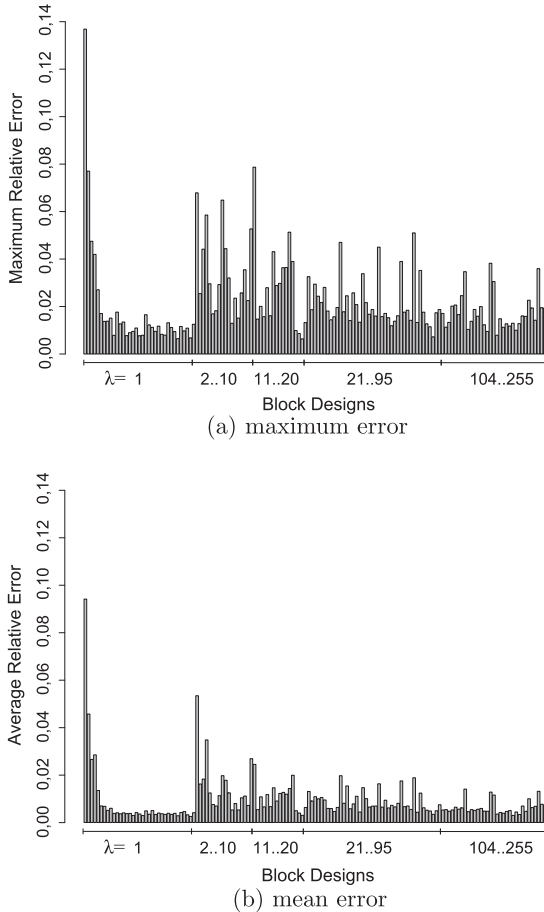 Maximum Relative Error
0,14
0,12
0,10
0,08
0,06
0,04
0,02
0,00
λ= 1 2..10 11..20 21..95 104..255
Block Designs
(a) maximum error
Average Relative Error
0,14
0,12
0,10
0,08
0,06
0,04
0,02
0,00
λ= 1 2..10 11..20 21..95 104..255
Block Designs
(b) mean error